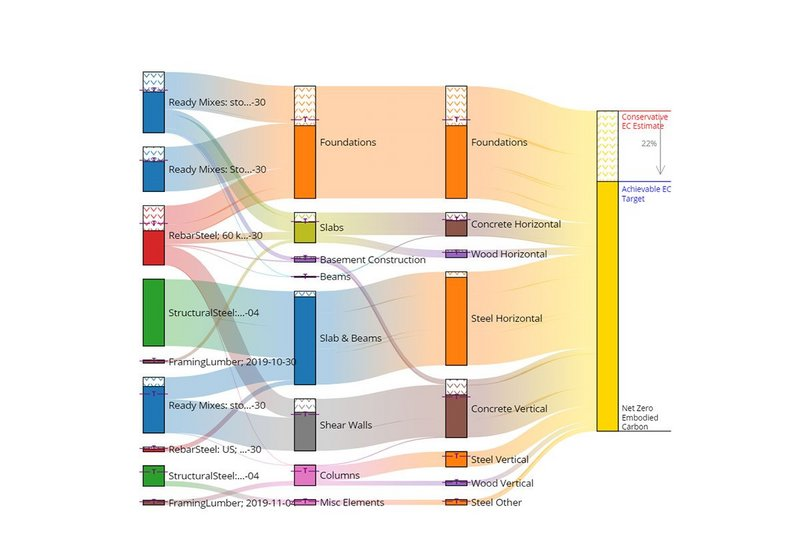 Ready Mixes: sto...-30
Ready Mixes: Sto...-30
RebarSteel; 60 k...-30
StructuralSteel:...-04
FramingLumber; 2019-10-30
Ready Mixes: sto...-30
RebarSteel: US; ...-30
StructuralSteel:...-04
FramingLumber; 2019-11-04
Foundations
Slabs
Basement Construction
Beams
Slab & Beams
Shear Walls
Columns
Misc Elements
Foundations
Concrete Horizontal
Wood Horizontal
Steel Horizontal
Concrete Vertical
Steel Vertical
Wood Vertical
Steel Other
Conservative
EC Estimate
22%
Achievable EC
Target
Net Zero
Embodied
Carbon